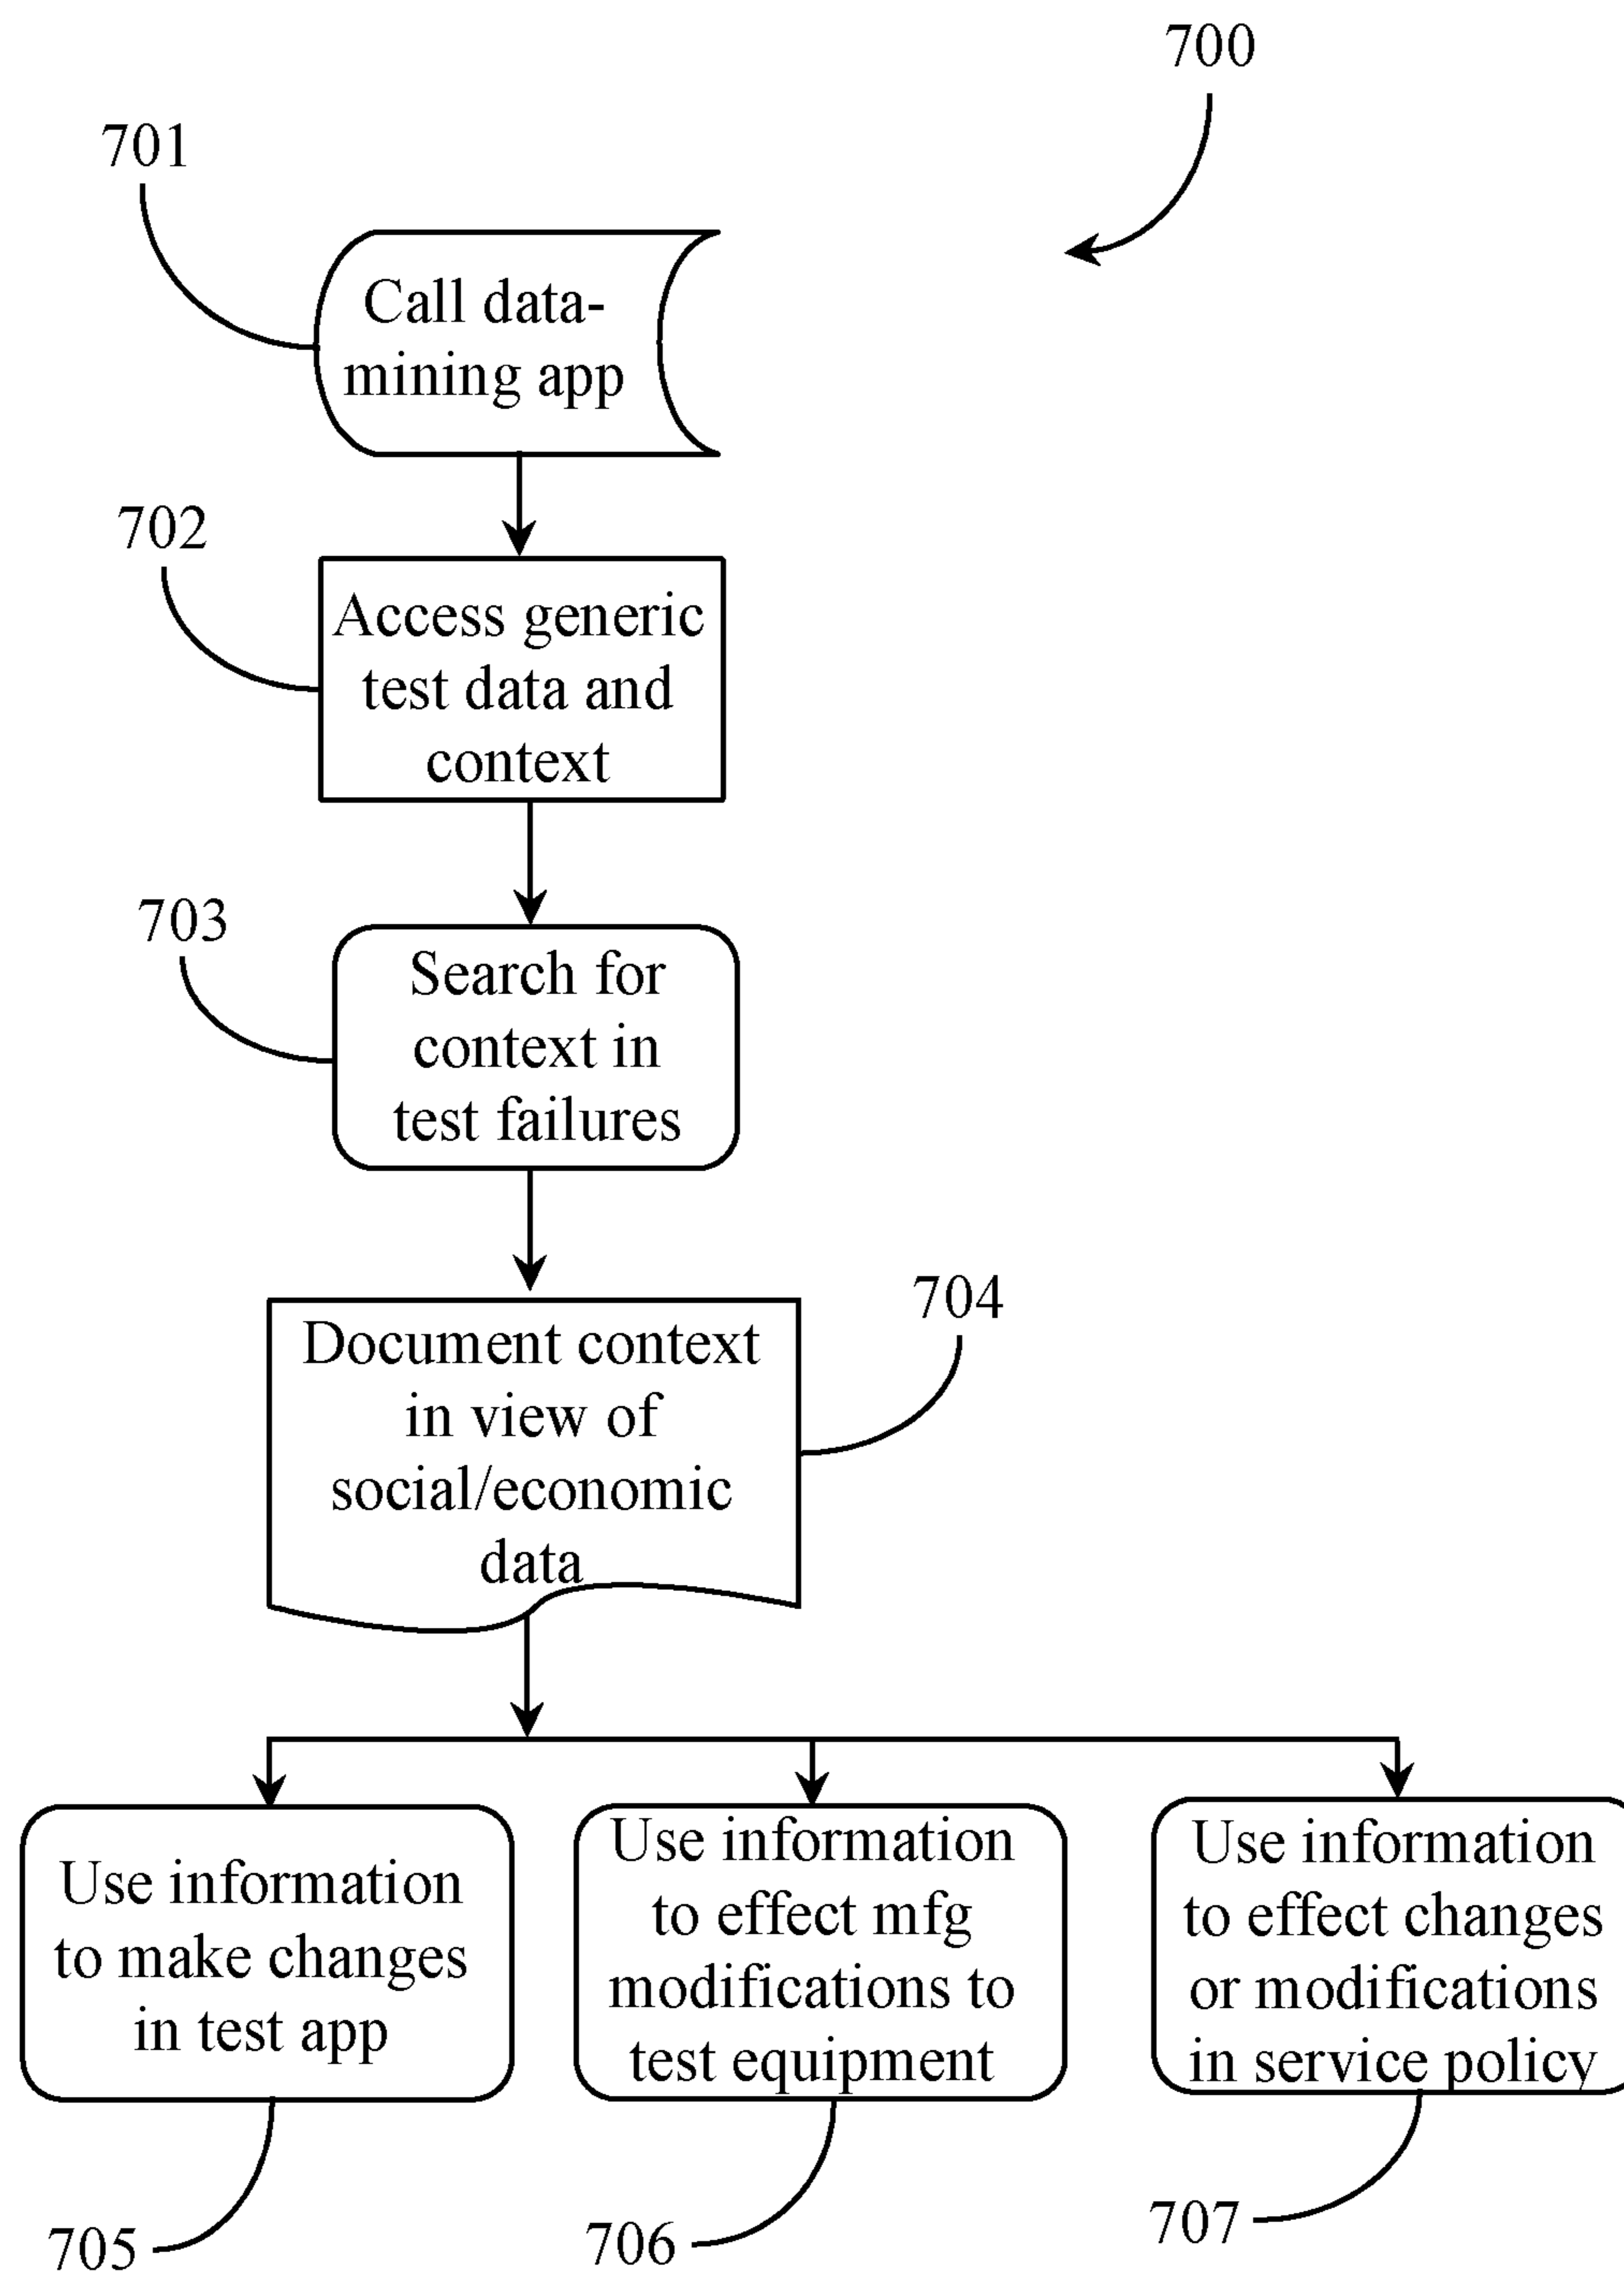 700
701
Call data-
mining app
702
Access generic
test data and
context
703
Search for
context in
test failures
704
Document context
in view of
social/economic
data
Use information
to make changes
in test app
Use information
to effect mfg
modifications to
test equipment
Use information
to effect changes
or modifications
in service policy
705
706
707